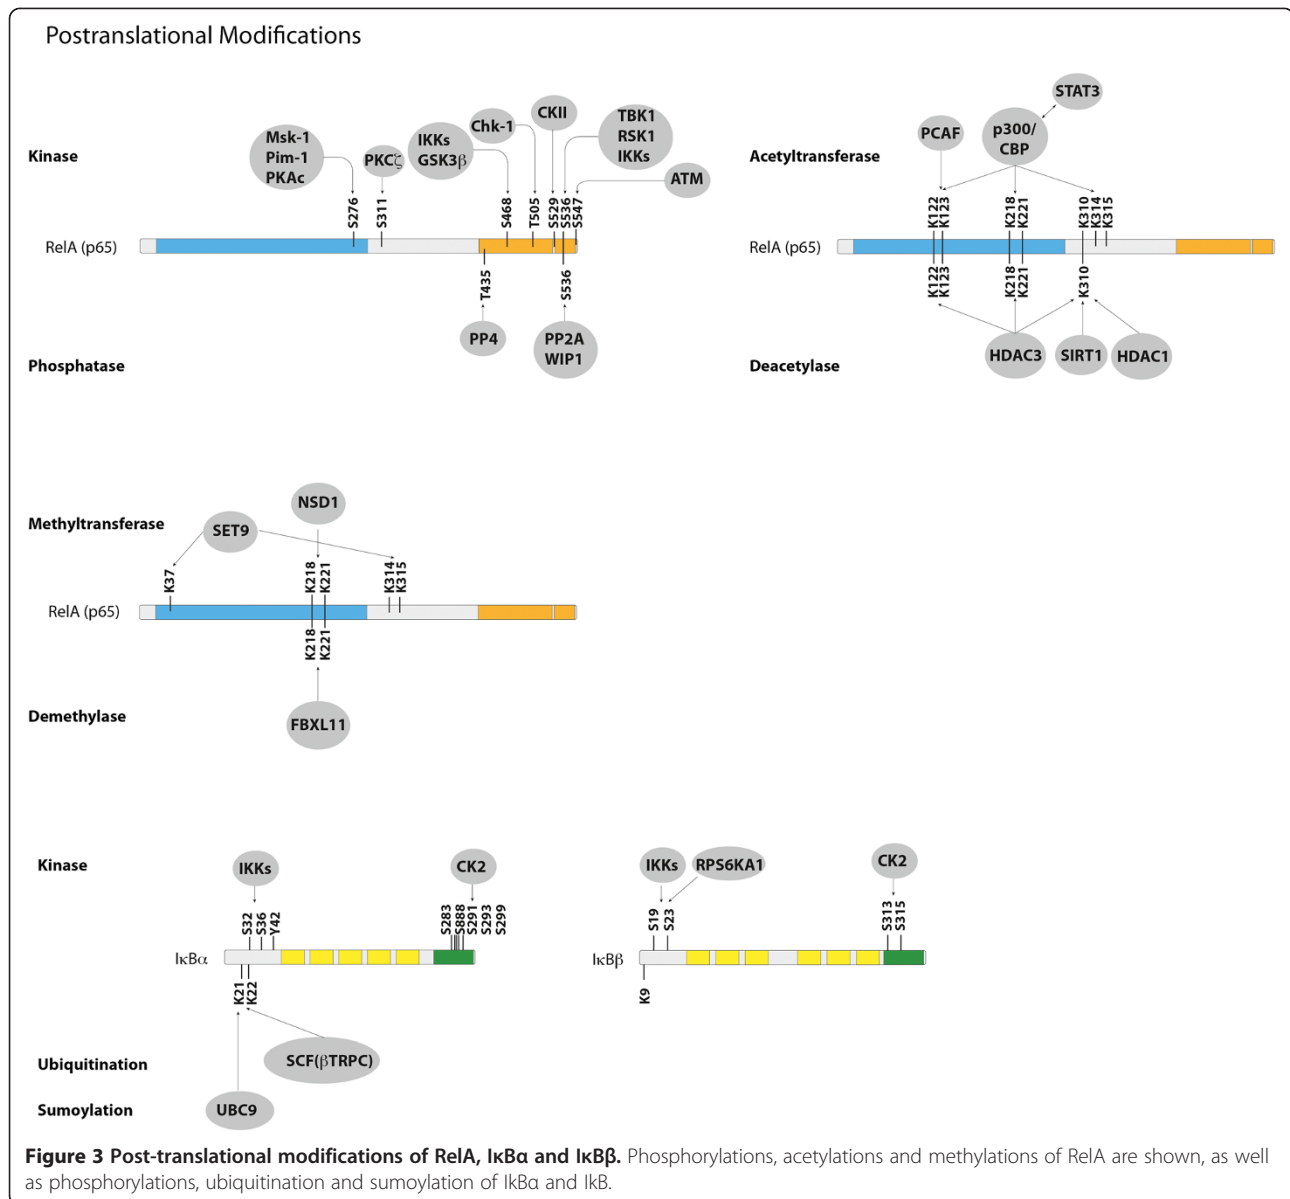 Postranslational Modifications
Kinase
Msk-1
Pim-1
PKAc
PKCζ
IKKs
GSK3β
Chk-1
CKII
TBK1
RSK1
IKKs
ATM
S276
S311
S468
T505
S529
S536
S547
RelA (p65)
T435
S536
PP4
PP2A
WIP1
Phosphatase
Acetyltransferase
PCAF
p300/
CBP
STAT3
K122
K123
K218
K221
K310
K314
K315
RelA (p65)
K122
K123
K218
K221
K310
HDAC3
SIRT1
HDAC1
Deacetylase
Methyltransferase
SET9
NSD1
K37
K218
K221
K314
K315
RelA (p65)
K218
K221
FBXL11
Demethylase
Kinase
IKKs
CK2
S32
S36
Y42
S283
S888
S291
S293
S299
IκBα
K21
K22
SCF(βTRPC)
Ubiquitination
UBC9
Sumoylation
IKKs
RPS6KA1
CK2
S19
S23
S313
S315
IκBβ
K9
Figure 3 Post-translational modifications of RelA, IκBα and IκBβ. Phosphorylations, acetylations and methylations of RelA are shown, as well
as phosphorylations, ubiquitination and sumoylation of IkBα and IkB.